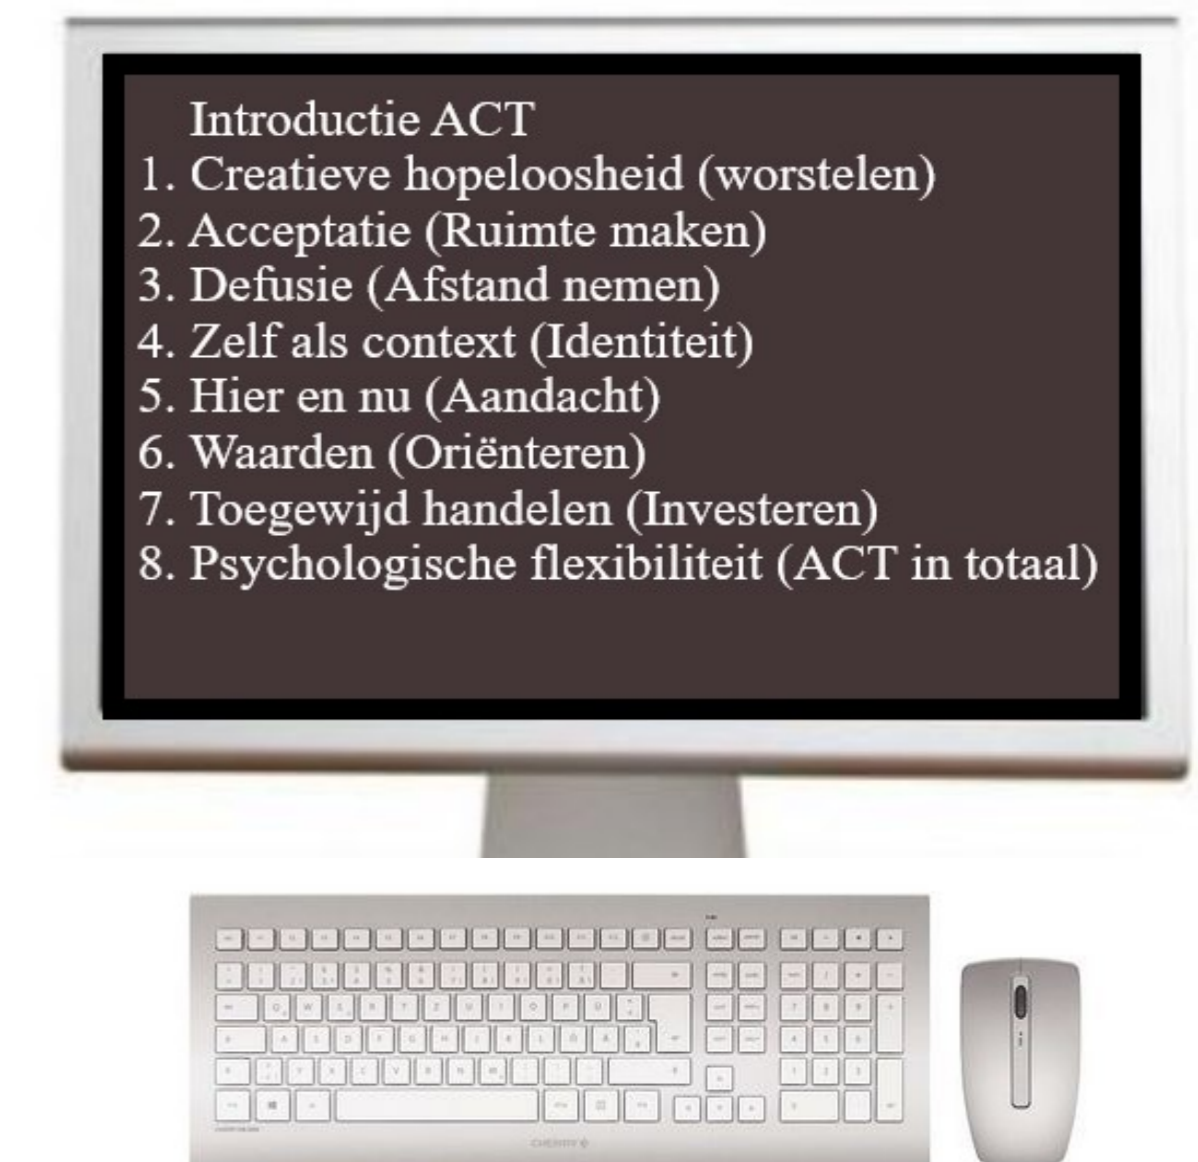 Introductie ACT
1. Creatieve hopeloosheid (worstelen)
2. Acceptatie (Ruimte maken)
3. Defusie (Afstand nemen)
4. Zelf als context (Identiteit)
5. Hier en nu (Aandacht)
6. Waarden (Oriënteren)
7. Toegewijd handelen (Investeren)
8. Psychologische flexibiliteit (ACT in totaal)
CHERRY